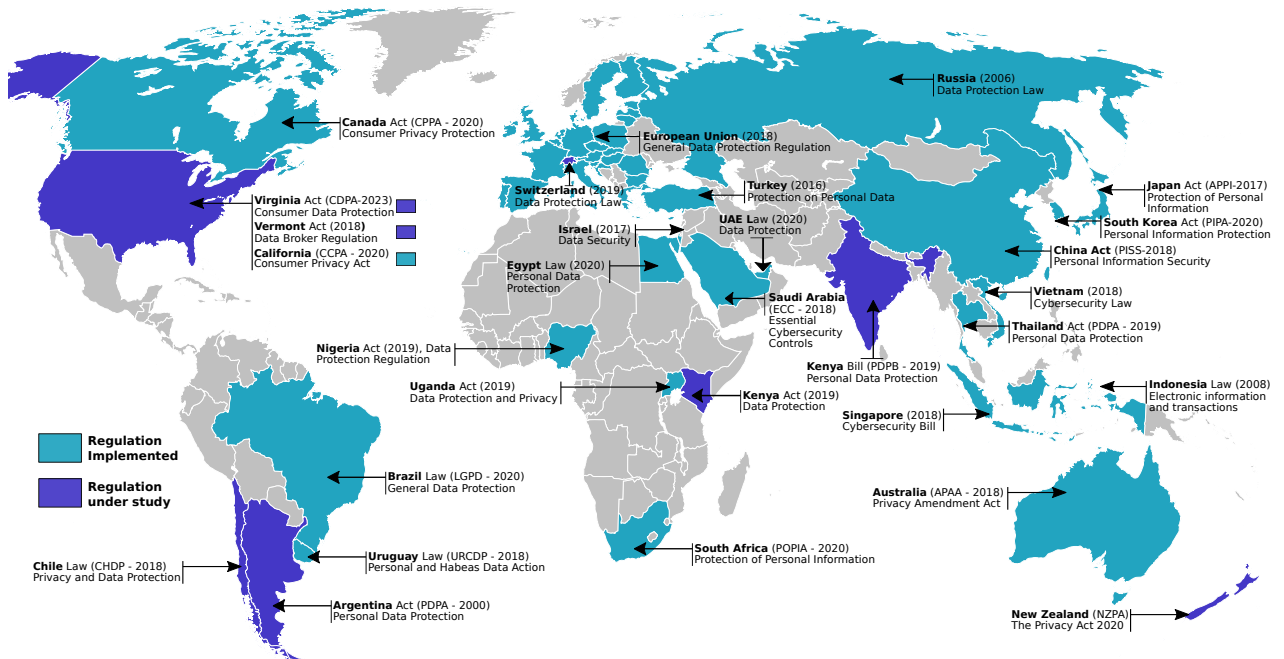 Russia (2006)
Data Protection Law
Canada Act (CPPA - 2020)
Consumer Privacy Protection
European Union (2018)
General Data Protection Regulation
Switzerland (2019)
Data Protection Law
Turkey (2016)
Protection on Personal Data
Japan Act (APPI-2017)
Protection of Personal
Information
Virginia Act (CDPA-2023)
Consumer Data Protection
Vermont Act (2018)
Data Broker Regulation
California (CCPA - 2020)
Consumer Privacy Act
UAE Law (2020)
Data Protection
Israel (2017)
Data Security
South Korea Act (PIPA-2020)
Personal Information Protection
China Act (PISS-2018)
Personal Information Security
Egypt Law (2020)
Personal Data
Protection
Saudi Arabia
(ECC - 2018)
Essential
Cybersecurity
Controls
Vietnam (2018)
Cybersecurity Law
Thailand Act (PDPA - 2019)
Personal Data Protection
Nigeria Act (2019), Data
Protection Regulation
Kenya Bill (PDPB - 2019)
Personal Data Protection
Uganda Act (2019)
Data Protection and Privacy
Kenya Act (2019)
Data Protection
Indonesia Law (2008)
Electronic information
and transactions
Singapore (2018)
Cybersecurity Bill
Regulation
Implemented
Regulation
under study
Brazil Law (LGPD - 2020)
General Data Protection
Australia (APAA - 2018)
Privacy Amendment Act
Uruguay Law (URCDP - 2018)
Personal and Habeas Data Action
South Africa (POPIA - 2020)
Protection of Personal Information
Chile Law (CHDP - 2018)
Privacy and Data Protection
Argentina Act (PDPA - 2000)
Personal Data Protection
New Zealand (NZPA)
The Privacy Act 2020